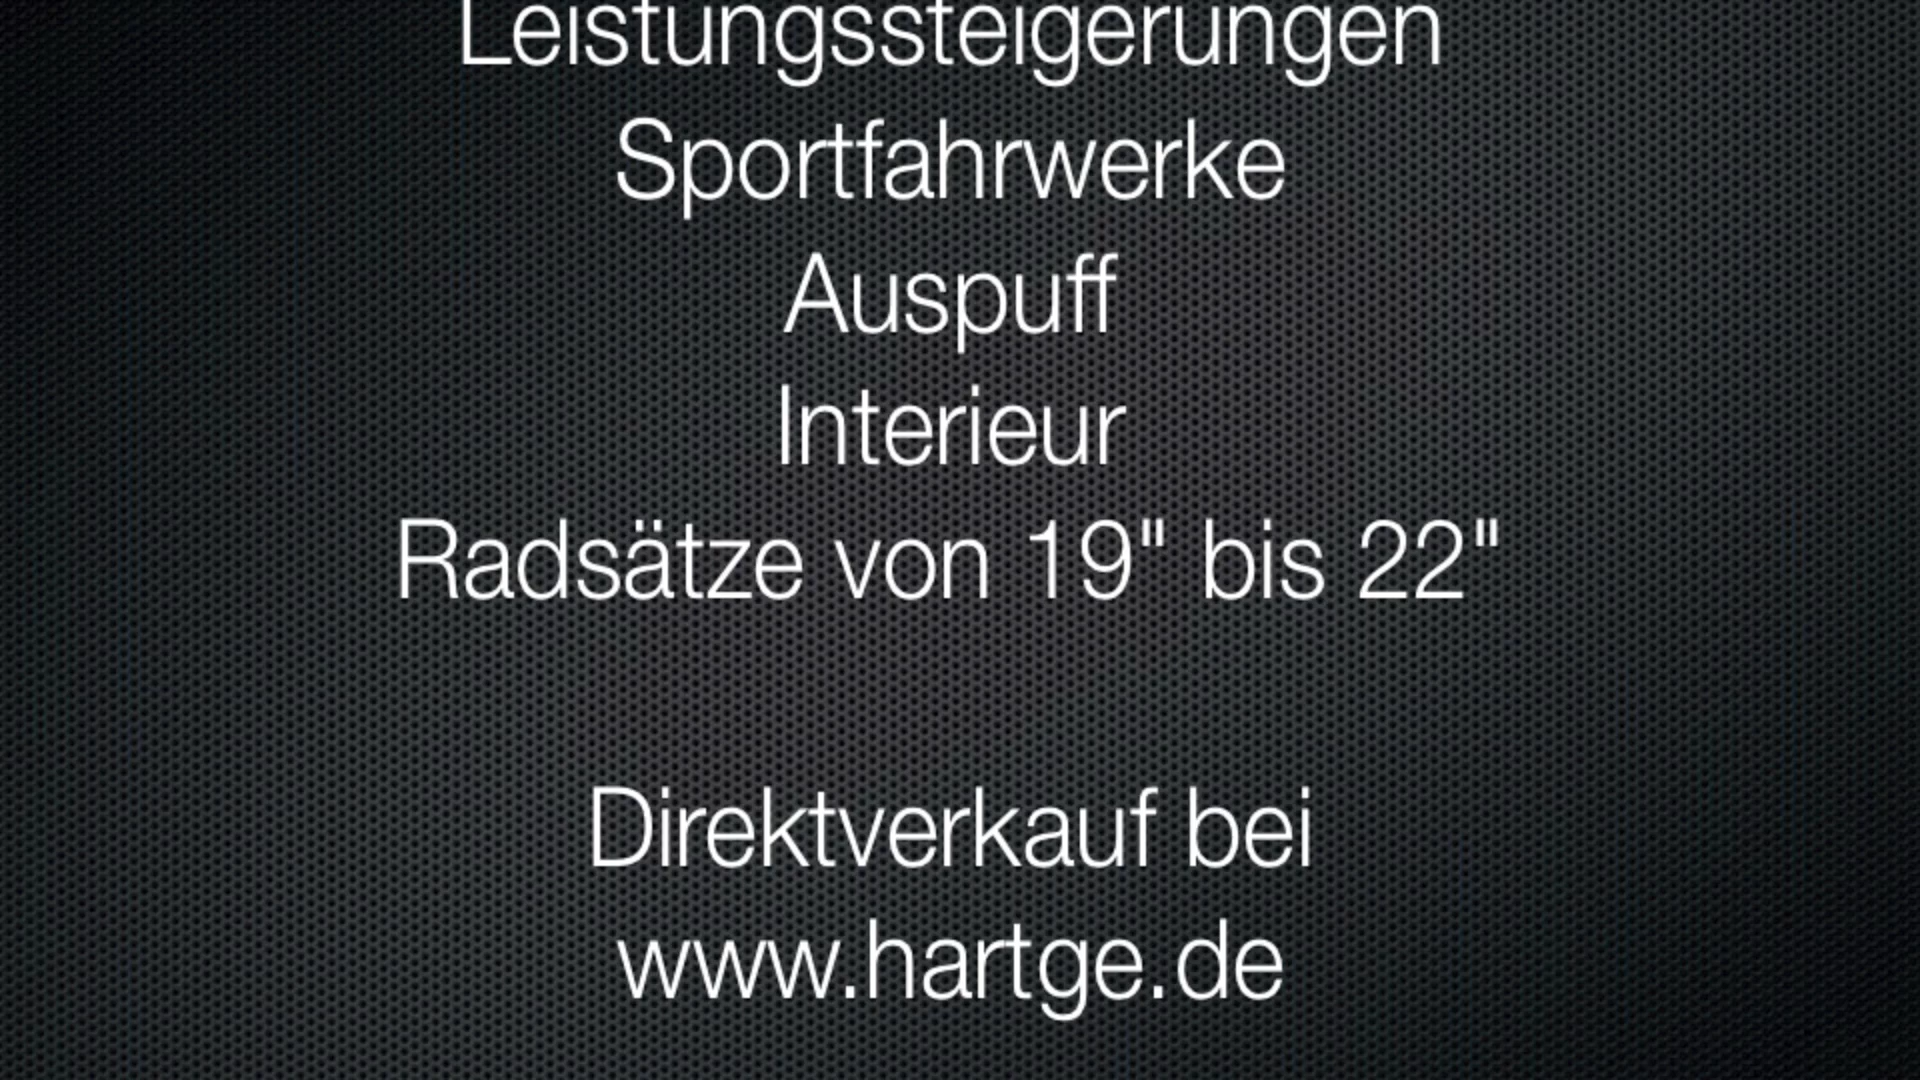 Leistungssteigerungen
Sportfahrwerke
Auspuff
Interieur
Radsätze von 19" bis 22"
Direktverkauf bei
www.hartge.de